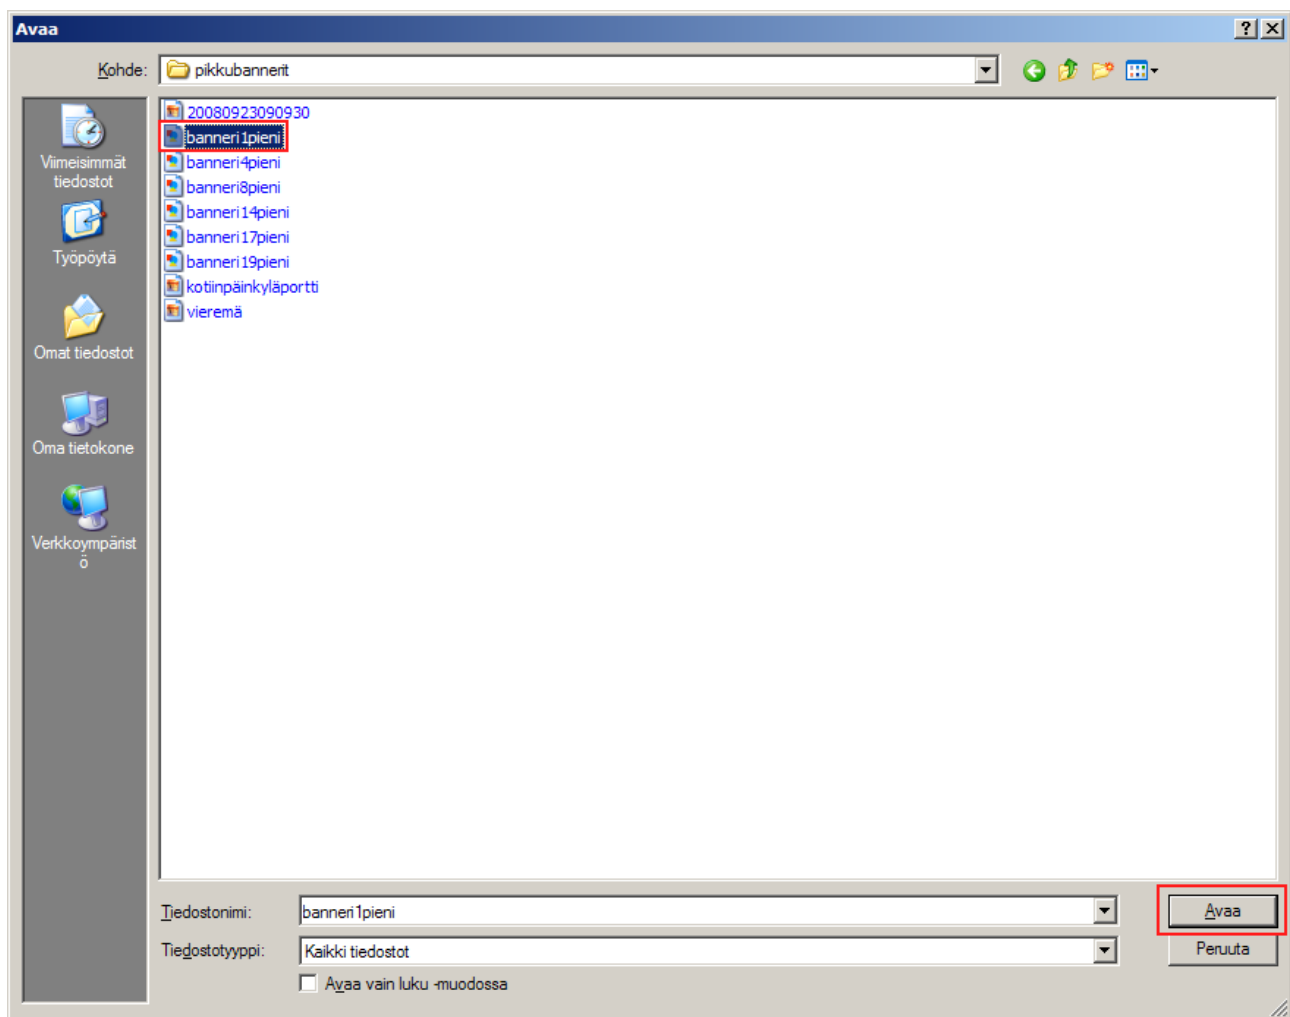 Avaa
Kohde: pikkubannerit
20080923090930
banneri1pieni
banneri4pieni
banneri8pieni
banneri14pieni
banneri17pieni
banneri19pieni
kotiinpäinkyläportti
vieremä
Viimeisimmät
tiedostot
Työpöytä
Omat tiedostot
Oma tietokone
Verkkoympärist
ö
Tiedostonimi: banneri1pieni Avaa
Tiedostotyyppi: Kaikki tiedostot Peruuta
Avaa vain luku -muodossa